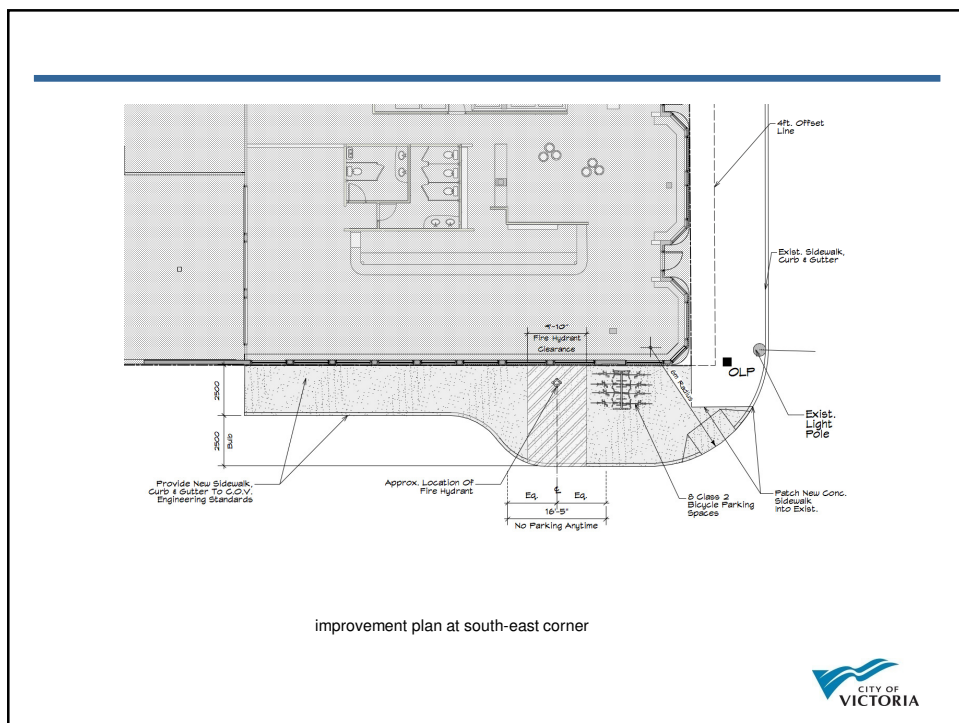 4ft. Offset
Line
Exist. Sidewalk,
Curb & Gutter
9'-10"
Fire Hydrant
Clearance
6m Radius
OLP
2500
2500
Bulb
Exist.
Light
Pole
Provide New Sidewalk,
Curb & Gutter To C.O.V.
Engineering Standards
Approx. Location Of
Fire Hydrant
Eq.
Eq.
16'-5"
No Parking Anytime
8 Class 2
Bicycle Parking
Spaces
Patch New Conc.
Sidewalk
Into Exist.
improvement plan at south-east corner
CITY OF
VICTORIA